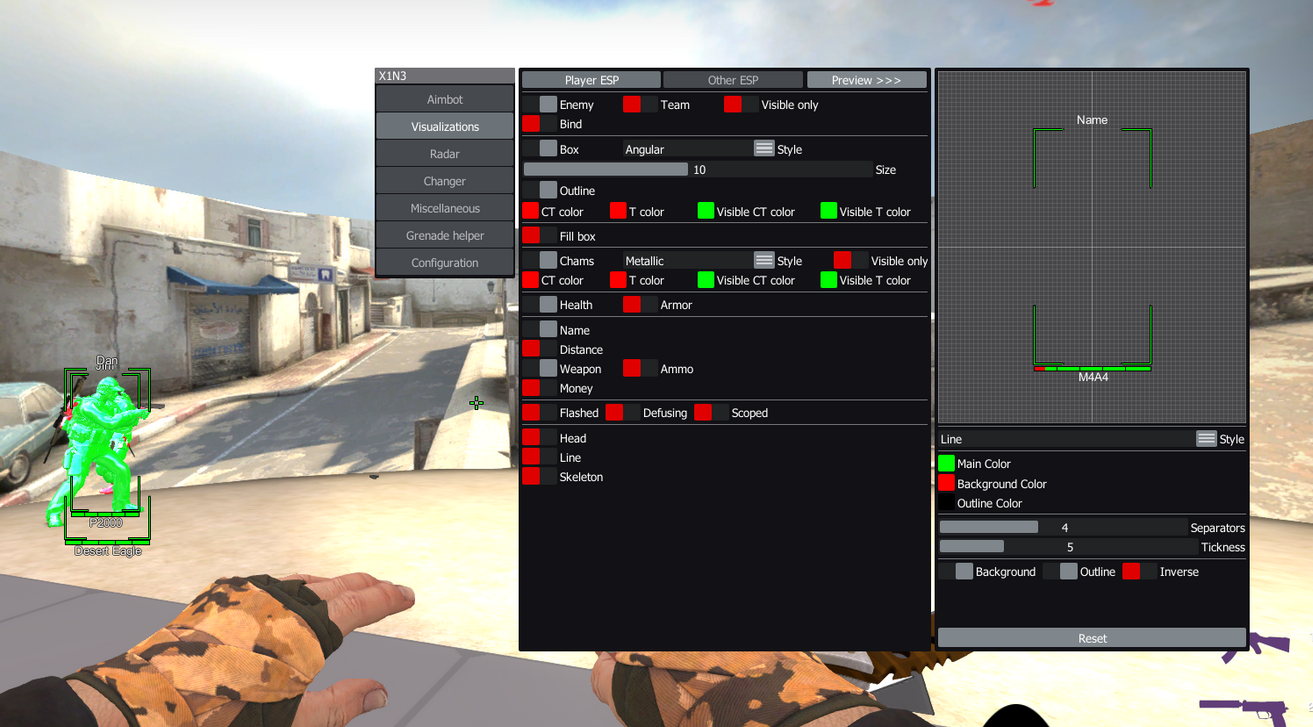 X1N3
Aimbot
Visualizations
Radar
Changer
Miscellaneous
Grenade helper
Configuration
Player ESP Other ESP Preview >>>
Enemy Team Visible only
Bind
Box Angular Style
10 Size
Outline
CT color T color Visible CT color Visible T color
Fill box
Chams Metallic Style Visible only
CT color T color Visible CT color Visible T color
Health Armor
Name
Distance
Weapon Ammo
Money
Flashed Defusing Scoped
Head
Line
Skeleton
Name
M4A4
Line Style
Main Color
Background Color
Outline Color
4 Separators
5 Tickness
Background Outline Inverse
Reset
Dan
P2000
Desert Eagle